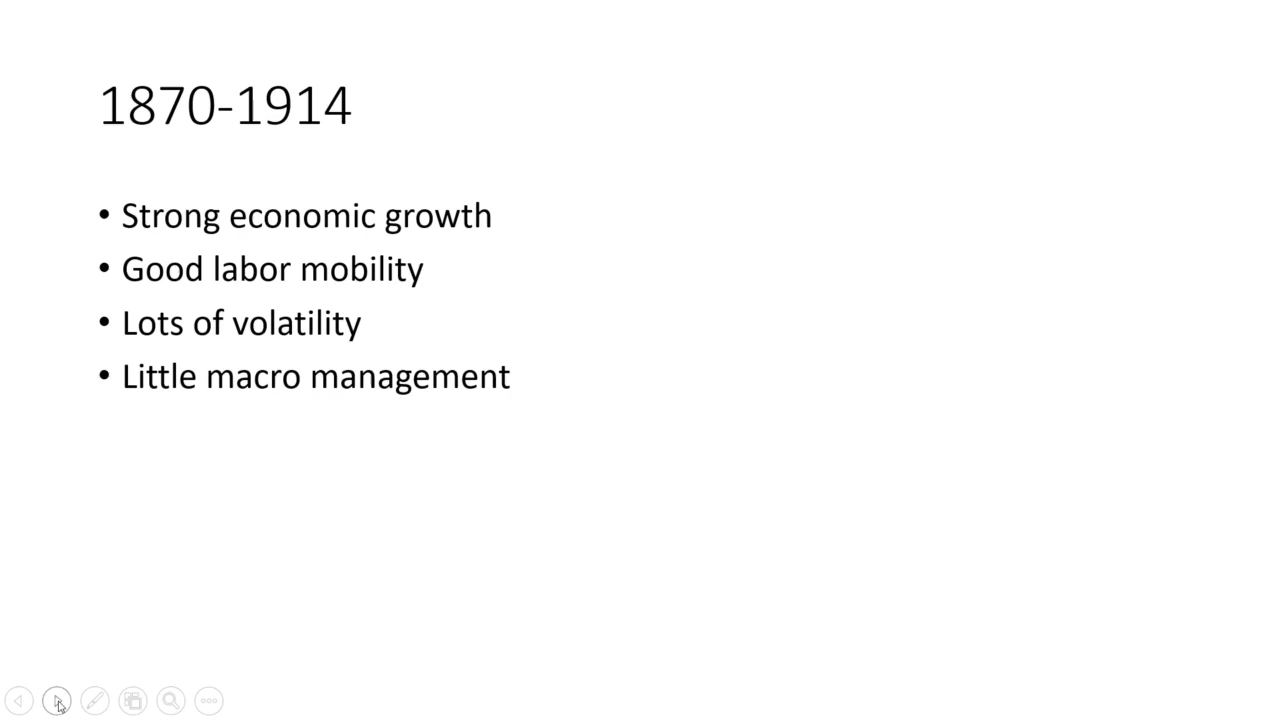 1870-1914
• Strong economic growth
• Good labor mobility
• Lots of volatility
• Little macro management